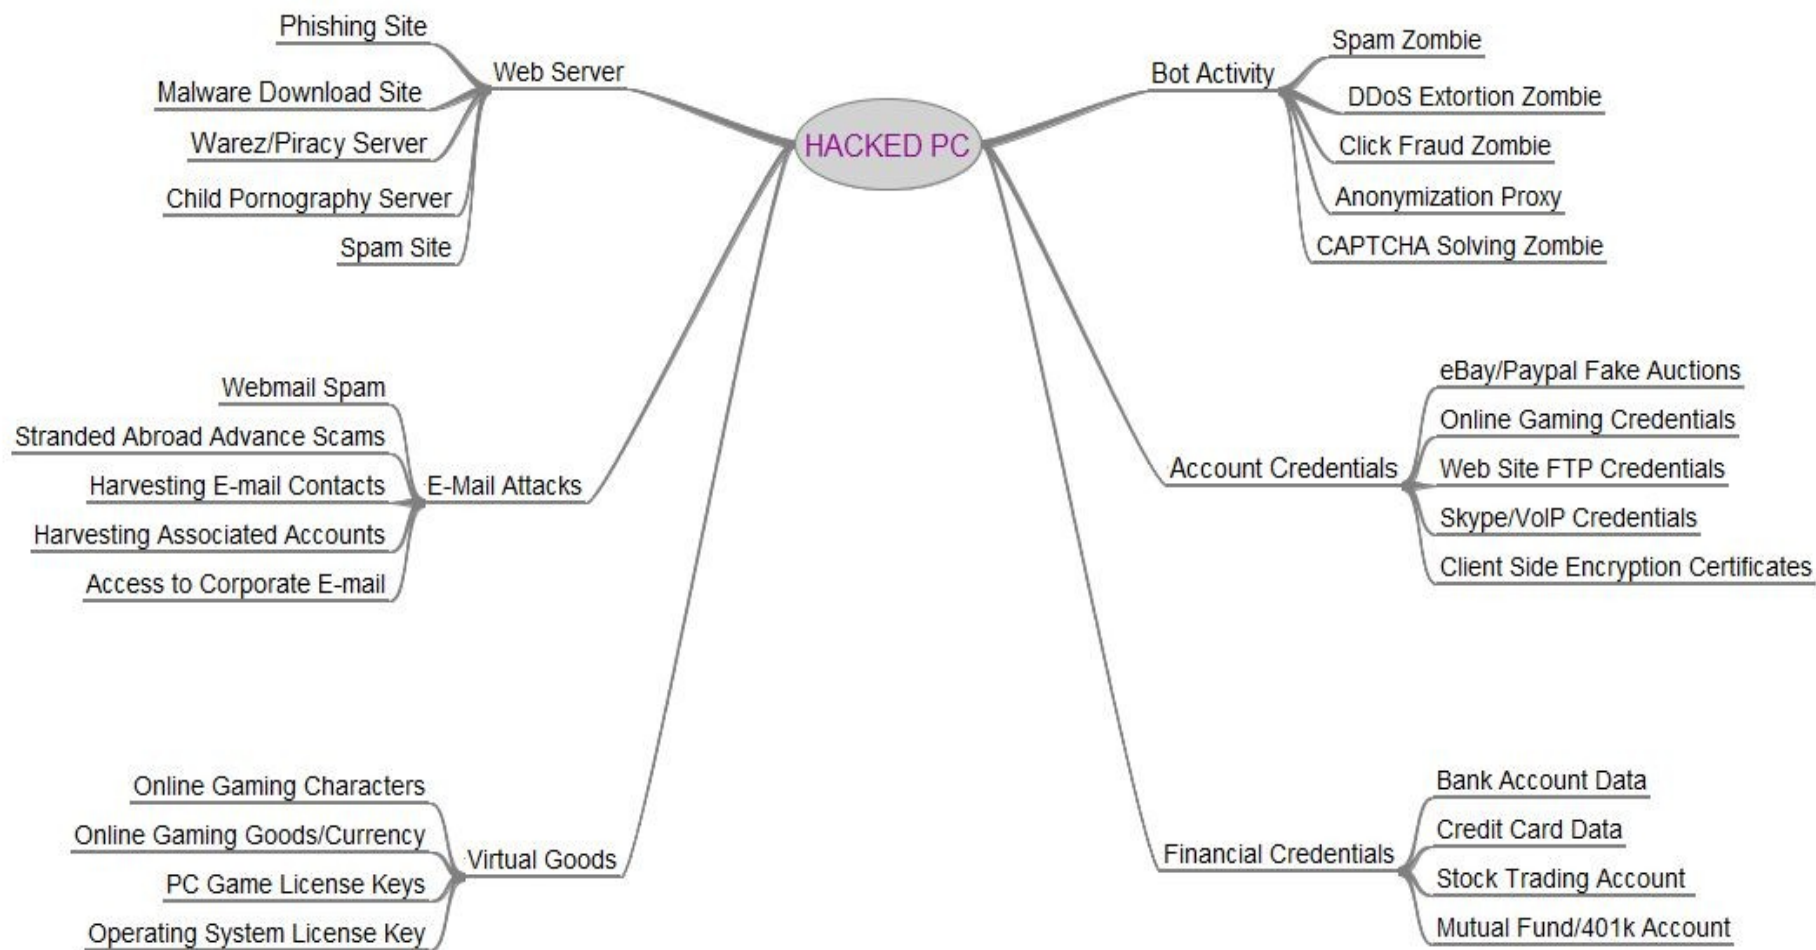 HACKED PC
Web Server
Phishing Site
Malware Download Site
Warez/Piracy Server
Child Pornography Server
Spam Site
E-Mail Attacks
Webmail Spam
Stranded Abroad Advance Scams
Harvesting E-mail Contacts
Harvesting Associated Accounts
Access to Corporate E-mail
Virtual Goods
Online Gaming Characters
Online Gaming Goods/Currency
PC Game License Keys
Operating System License Key
Bot Activity
Spam Zombie
DDoS Extortion Zombie
Click Fraud Zombie
Anonymization Proxy
CAPTCHA Solving Zombie
Account Credentials
eBay/Paypal Fake Auctions
Online Gaming Credentials
Web Site FTP Credentials
Skype/VoIP Credentials
Client Side Encryption Certificates
Financial Credentials
Bank Account Data
Credit Card Data
Stock Trading Account
Mutual Fund/401k Account